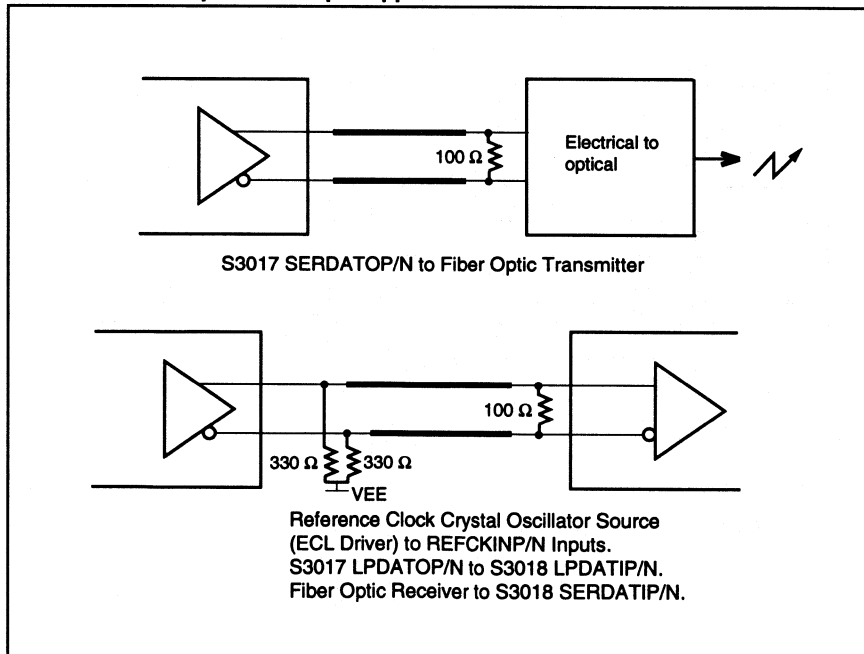 100 Ω
Electrical to
optical
S3017 SERDATOP/N to Fiber Optic Transmitter
100 Ω
330 Ω 330 Ω
VEE
Reference Clock Crystal Oscillator Source
(ECL Driver) to REFCKINP/N Inputs.
S3017 LPDATOP/N to S3018 LPDATIP/N.
Fiber Optic Receiver to S3018 SERDATIP/N.